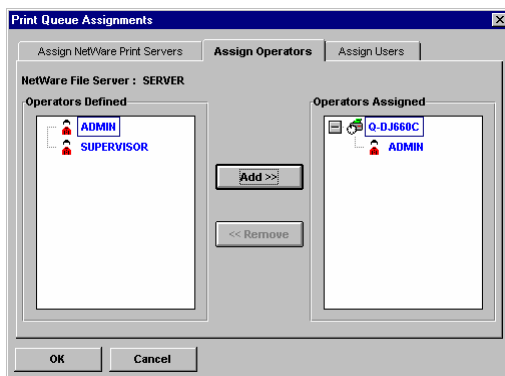 Print Queue Assignments
Assign NetWare Print Servers
Assign Operators
Assign Users
NetWare File Server : SERVER
Operators Defined
Operators Assigned
ADMIN
SUPERVISOR
Q-DJ660C
ADMIN
Add >>
<< Remove
OK
Cancel